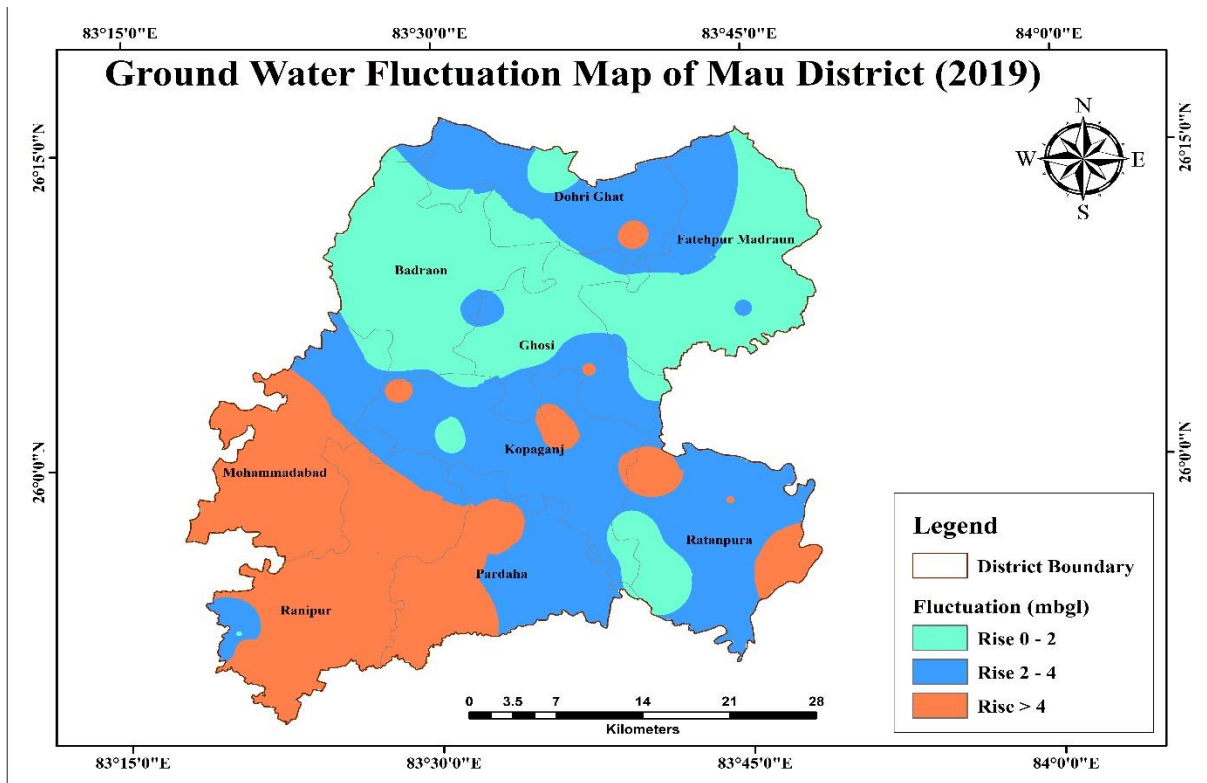 83°15'0"E 83°30'0"E 83°45'0"E 84°0'0"E
Ground Water Fluctuation Map of Mau District (2019)
N
W E
S
26°15'0"N 26°15'0"N
Dohri Ghat
Fatehpur Madraun
Badraon
Ghosi
Kopaganj
26°0'0"N 26°0'0"N
Mohammadabad
Ratanpura
Pardaha
Ranipur
Legend
District Boundary
Fluctuation (mbgl)
Rise 0 - 2
Rise 2 - 4
Rise > 4
0 3.5 7 14 21 28
Kilometers
83°15'0"E 83°30'0"E 83°45'0"E 84°0'0"E